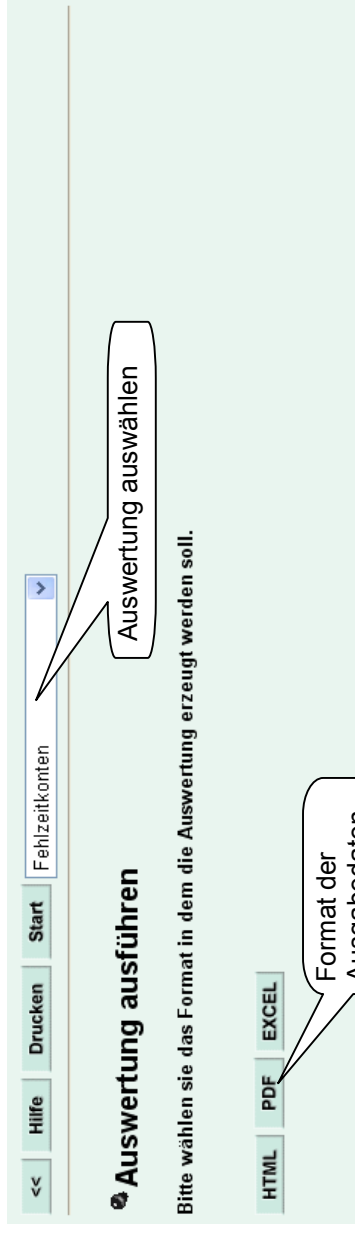 << Hilfe Drucken Start Fehlzeitkonten
Auswertung auswählen
Auswertung ausführen
Bitte wählen sie das Format in dem die Auswertung erzeugt werden soll.
HTML PDF EXCEL
Format der
Ausgabedaten